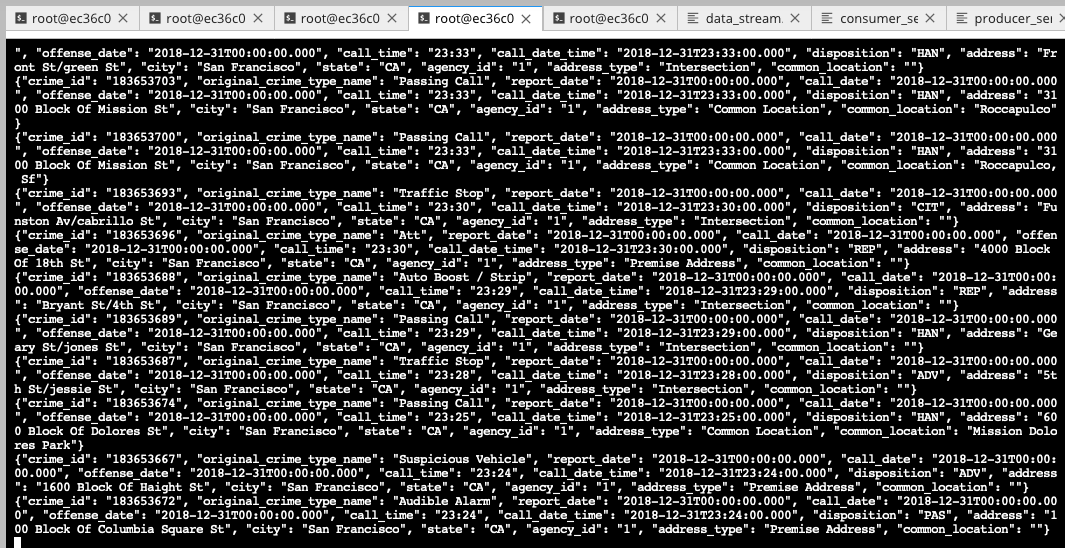 root@ec36c0 root@ec36c0 root@ec36c0 root@ec36c0 root@ec36c0 data_stream. consumer_se producer_ser
", "offense_date": "2018-12-31T00:00:00.000", "call_time": "23:33", "call_date_time": "2018-12-31T23:33:00.000", "disposition": "HAN", "address": "Fr
ont St/green St", "city": "San Francisco", "state": "CA", "agency_id": "1", "address_type": "Intersection", "common_location": ""}
{"crime_id": "183653703", "original_crime_type_name": "Passing Call", "report_date": "2018-12-31T00:00:00.000", "call_date": "2018-12-31T00:00:00.000
", "offense_date": "2018-12-31T00:00:00.000", "call_time": "23:33", "call_date_time": "2018-12-31T23:33:00.000", "disposition": "HAN", "address": "31
00 Block Of Mission St", "city": "San Francisco", "state": "CA", "agency_id": "1", "address_type": "Common Location", "common_location": "Roccapulco"
}
{"crime_id": "183653700", "original_crime_type_name": "Passing Call", "report_date": "2018-12-31T00:00:00.000", "call_date": "2018-12-31T00:00:00.000
", "offense_date": "2018-12-31T00:00:00.000", "call_time": "23:33", "call_date_time": "2018-12-31T23:33:00.000", "disposition": "HAN", "address": "31
00 Block Of Mission St", "city": "San Francisco", "state": "CA", "agency_id": "1", "address_type": "Common Location", "common_location": "Roccapulco,
 Sf"}
{"crime_id": "183653693", "original_crime_type_name": "Traffic Stop", "report_date": "2018-12-31T00:00:00.000", "call_date": "2018-12-31T00:00:00.000
", "offense_date": "2018-12-31T00:00:00.000", "call_time": "23:30", "call_date_time": "2018-12-31T23:30:00.000", "disposition": "CIT", "address": "Fu
nston Av/cabrillo St", "city": "San Francisco", "state": "CA", "agency_id": "1", "address_type": "Intersection", "common_location": ""}
{"crime_id": "183653696", "original_crime_type_name": "Att", "report_date": "2018-12-31T00:00:00.000", "call_date": "2018-12-31T00:00:00.000", "offen
se_date": "2018-12-31T00:00:00.000", "call_time": "23:30", "call_date_time": "2018-12-31T23:30:00.000", "disposition": "REP", "address": "4000 Block
Of 18th St", "city": "San Francisco", "state": "CA", "agency_id": "1", "address_type": "Premise Address", "common_location": ""}
{"crime_id": "183653688", "original_crime_type_name": "Auto Boost / Strip", "report_date": "2018-12-31T00:00:00.000", "call_date": "2018-12-31T00:00:
00.000", "offense_date": "2018-12-31T00:00:00.000", "call_time": "23:29", "call_date_time": "2018-12-31T23:29:00.000", "disposition": "REP", "address
": "Bryant St/4th St", "city": "San Francisco", "state": "CA", "agency_id": "1", "address_type": "Intersection", "common_location": ""}
{"crime_id": "183653689", "original_crime_type_name": "Passing Call", "report_date": "2018-12-31T00:00:00.000", "call_date": "2018-12-31T00:00:00.000
", "offense_date": "2018-12-31T00:00:00.000", "call_time": "23:29", "call_date_time": "2018-12-31T23:29:00.000", "disposition": "HAN", "address": "Ge
ary St/jones St", "city": "San Francisco", "state": "CA", "agency_id": "1", "address_type": "Intersection", "common_location": ""}
{"crime_id": "183653687", "original_crime_type_name": "Traffic Stop", "report_date": "2018-12-31T00:00:00.000", "call_date": "2018-12-31T00:00:00.000
", "offense_date": "2018-12-31T00:00:00.000", "call_time": "23:28", "call_date_time": "2018-12-31T23:28:00.000", "disposition": "ADV", "address": "5t
h St/jessie St", "city": "San Francisco", "state": "CA", "agency_id": "1", "address_type": "Intersection", "common_location": ""}
{"crime_id": "183653674", "original_crime_type_name": "Passing Call", "report_date": "2018-12-31T00:00:00.000", "call_date": "2018-12-31T00:00:00.000
", "offense_date": "2018-12-31T00:00:00.000", "call_time": "23:25", "call_date_time": "2018-12-31T23:25:00.000", "disposition": "HAN", "address": "60
0 Block Of Dolores St", "city": "San Francisco", "state": "CA", "agency_id": "1", "address_type": "Common Location", "common_location": "Mission Dolo
res Park"}
{"crime_id": "183653667", "original_crime_type_name": "Suspicious Vehicle", "report_date": "2018-12-31T00:00:00.000", "call_date": "2018-12-31T00:00:
00.000", "offense_date": "2018-12-31T00:00:00.000", "call_time": "23:24", "call_date_time": "2018-12-31T23:24:00.000", "disposition": "ADV", "address
": "1600 Block Of Haight St", "city": "San Francisco", "state": "CA", "agency_id": "1", "address_type": "Premise Address", "common_location": ""}
{"crime_id": "183653672", "original_crime_type_name": "Audible Alarm", "report_date": "2018-12-31T00:00:00.000", "call_date": "2018-12-31T00:00:00.00
0", "offense_date": "2018-12-31T00:00:00.000", "call_time": "23:24", "call_date_time": "2018-12-31T23:24:00.000", "disposition": "PAS", "address": "1
00 Block Of Columbia Square St", "city": "San Francisco", "state": "CA", "agency_id": "1", "address_type": "Premise Address", "common_location": ""}